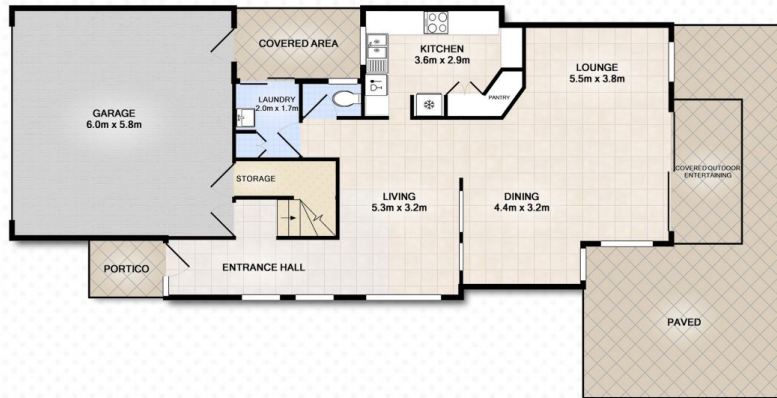 COVERED AREA
KITCHEN
3.6m x 2.9m
LOUNGE
5.5m x 3.8m
GARAGE
6.0m x 5.8m
LAUNDRY
2.0m x 1.7m
PANTRY
COVERED OUTDOOR
ENTERTAINING
STORAGE
LIVING
5.3m x 3.2m
DINING
4.4m x 3.2m
PORTICO
ENTRANCE HALL
PAVED